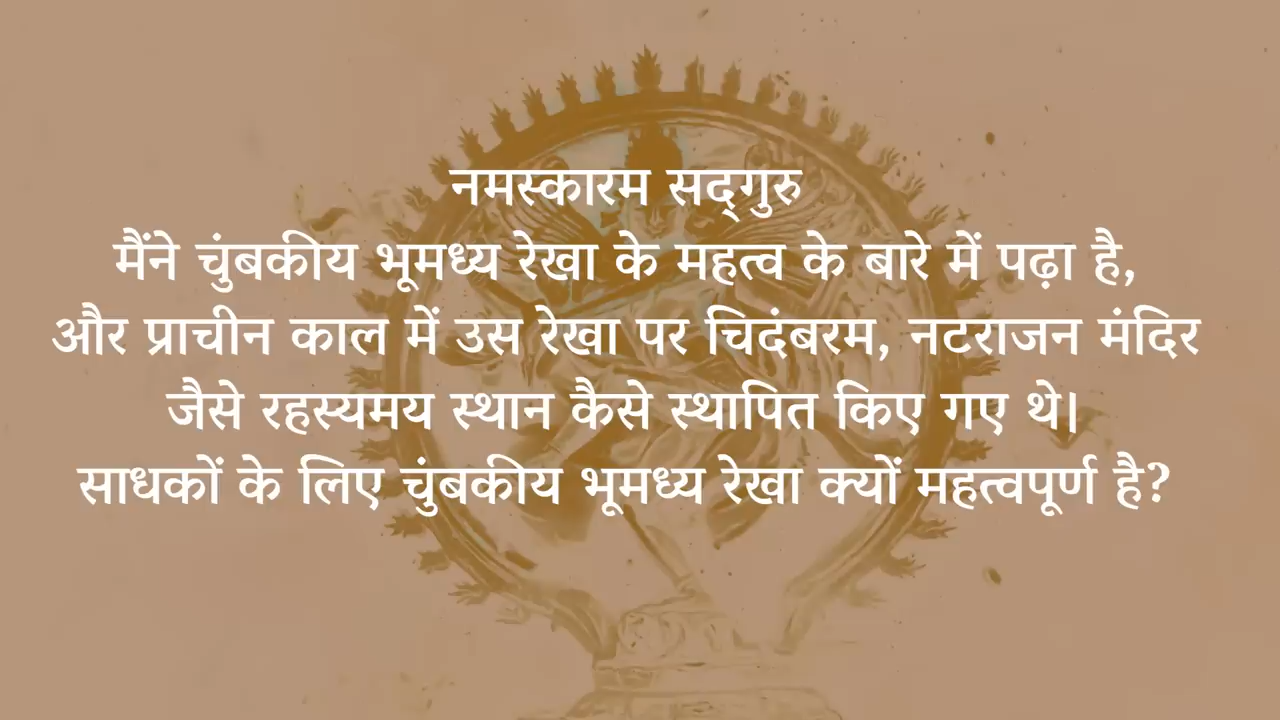 नमस्कारम सद्गुरु
मैंने चुंबकीय भूमध्य रेखा के महत्व के बारे में पढ़ा है,
और प्राचीन काल में उस रेखा पर चिदंबरम, नटराजन मंदिर
जैसे रहस्यमय स्थान कैसे स्थापित किए गए थे।
साधकों के लिए चुंबकीय भूमध्य रेखा क्यों महत्वपूर्ण है?